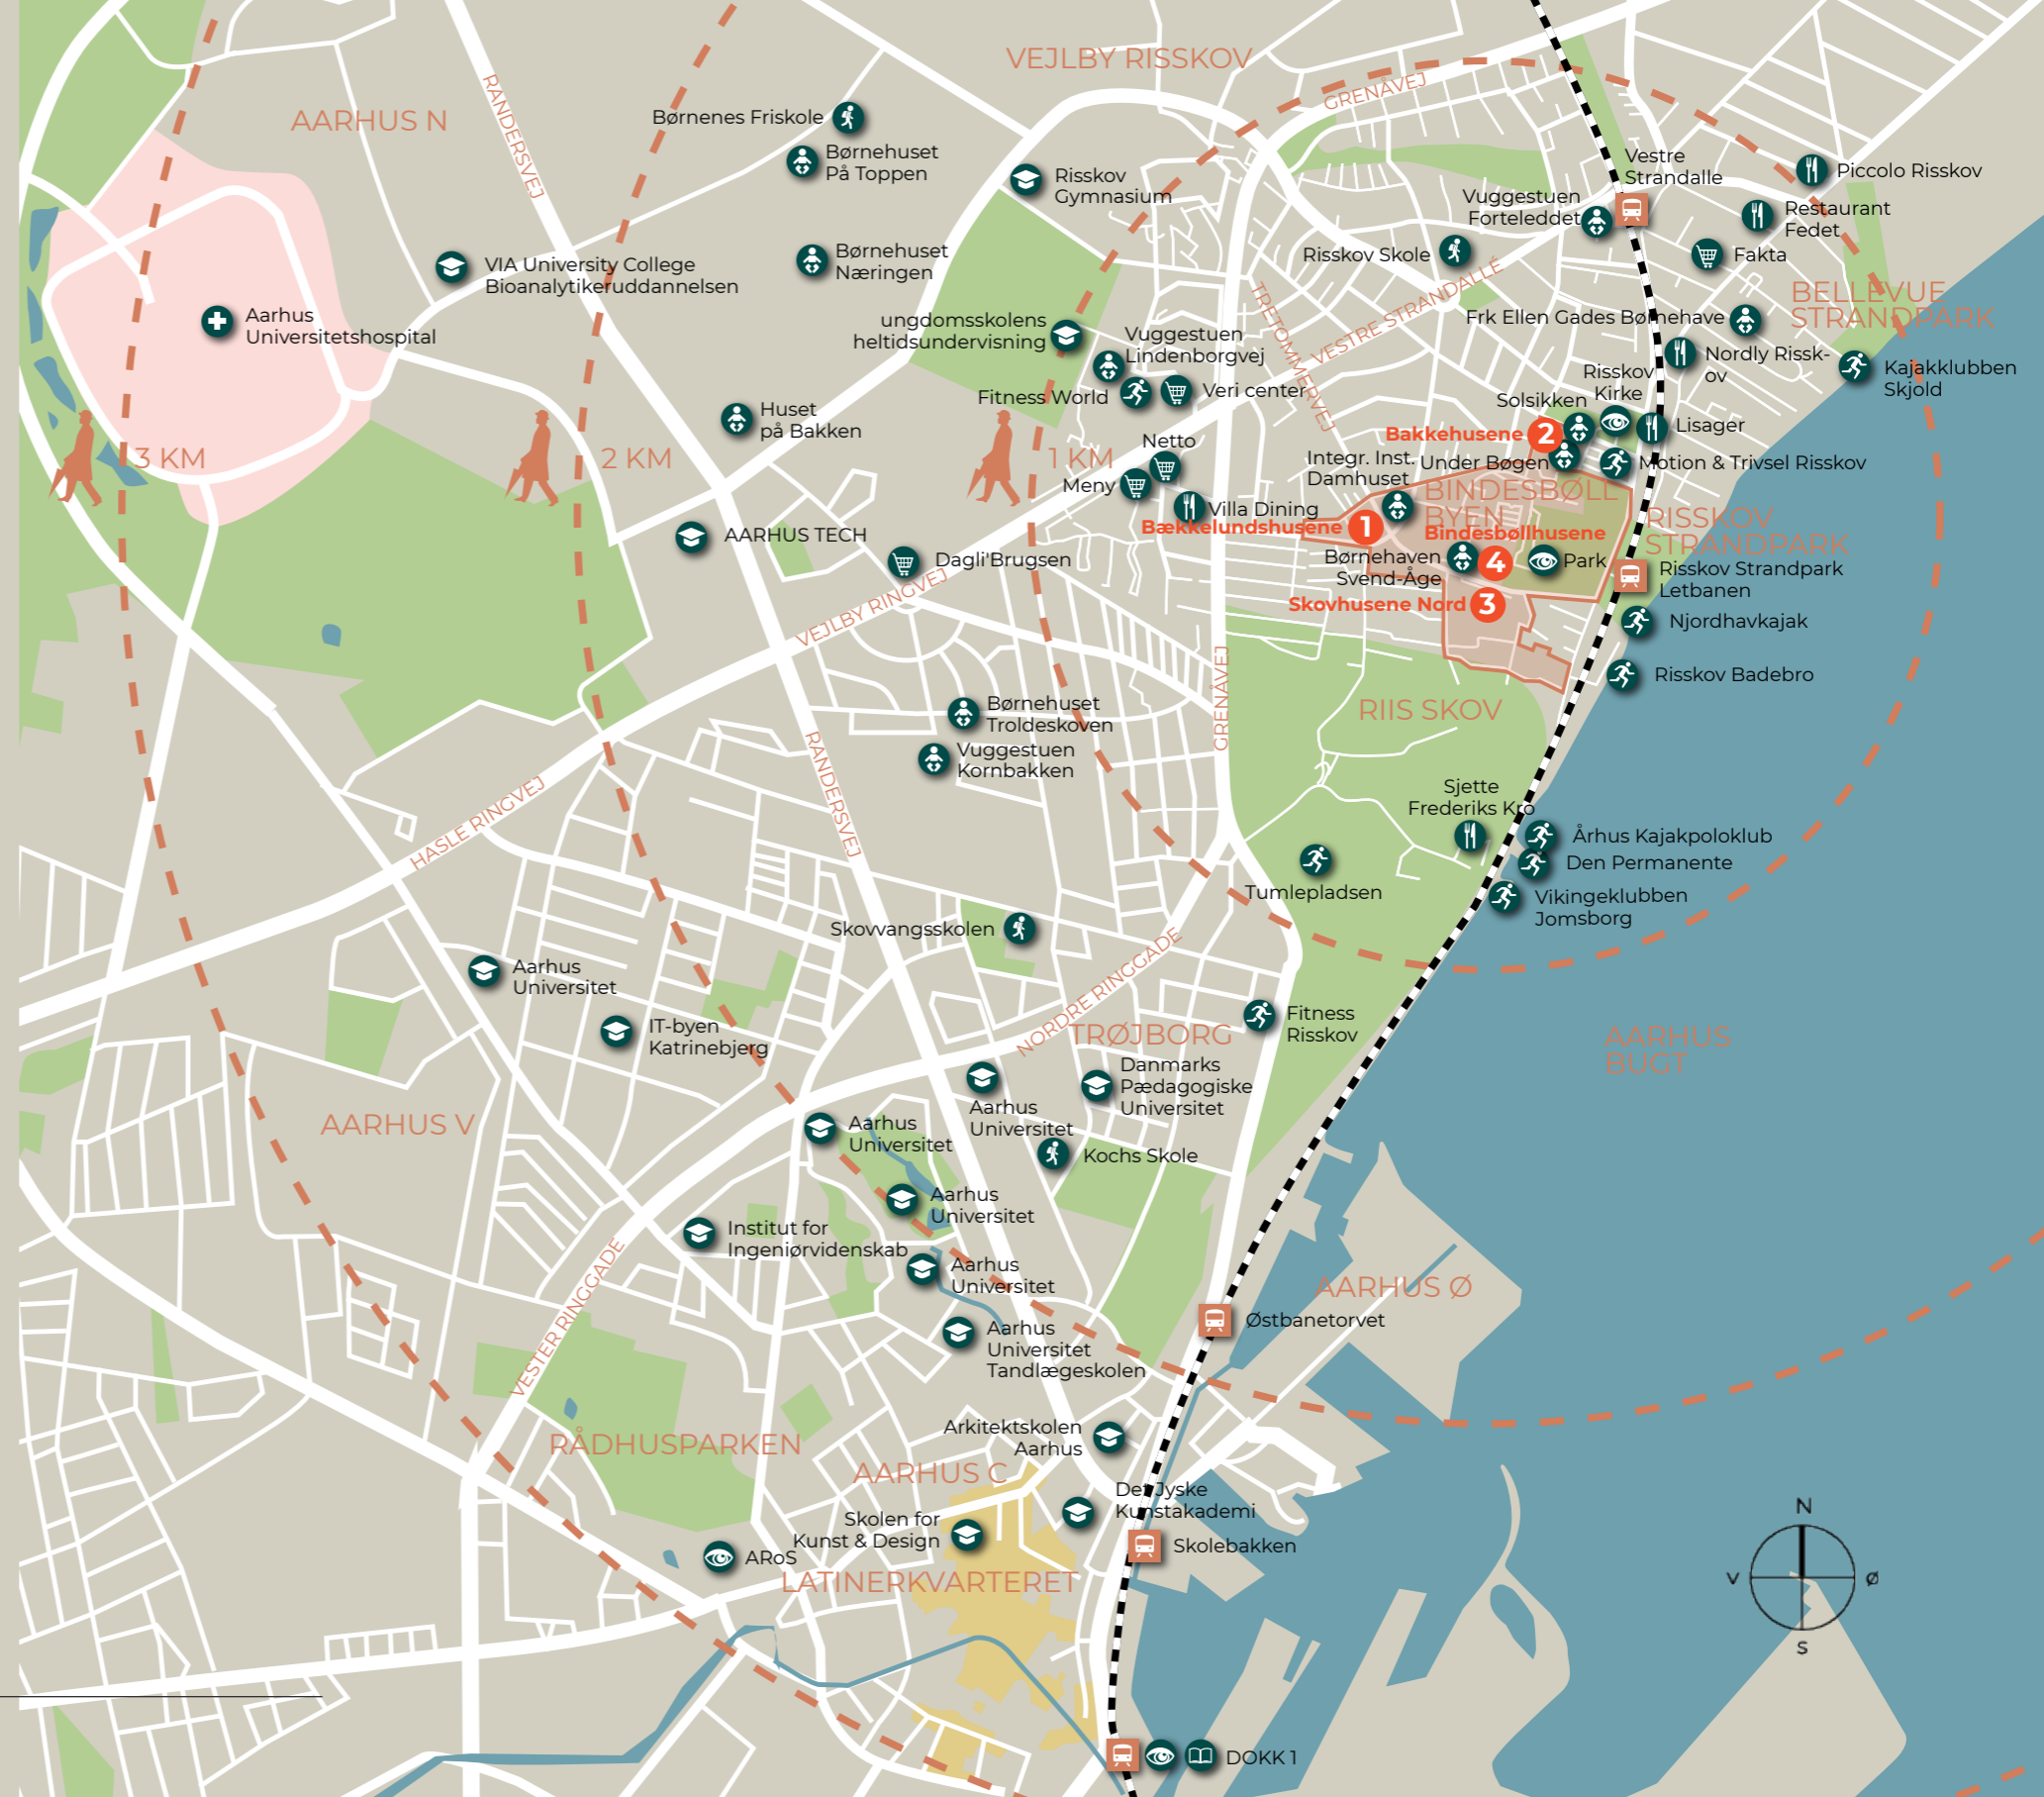 VEJLBY RISSKOV
GRENÅVEJ
AARHUS N
RANDERSVEJ
Børnenes Friskole
Børnehuset
På Toppen
Risskov
Gymnasium
Vestre
Strandalle
Piccolo Risskov
Vuggestuen
Forteleddet
Restaurant
Fedet
Risskov Skole
Fakta
Børnehuset
Næringen
VIA University College
Bioanalytikeruddannelsen
Aarhus
Universitetshospital
TRETOMMERVEJ
VESTRE STRANDALLÉ
BELLEVUE
STRANDPARK
Frk Ellen Gades Børnehave
ungdomsskolens
heltidsundervisning
Vuggestuen
Lindenborgvej
Nordly Rissk-
ov
Kajakklubben
Skjold
Fitness World
Veri center
Risskov
Kirke
Solsikken
Lisager
Huset
på Bakken
Bakkehusene
2
Netto
Integr. Inst.
Damhuset
Under Bøgen
Motion & Trivsel Risskov
3 KM
2 KM
1 KM
Meny
Villa Dining
BINDESBØLL
BYEN
Bækkelundshusene
1
Bindesbøllhusene
RISSKOV
STRANDPARK
AARHUS TECH
Dagli'Brugsen
Børnehaven
Svend-Åge
4
Park
Risskov Strandpark
Letbanen
Skovhusene Nord
3
VEJLBY RINGVEJ
Njordhavkajak
Risskov Badebro
GRENÅVEJ
RIIS SKOV
Børnehuset
Troldeskoven
Vuggestuen
Kornbakken
RANDERSVEJ
HASLE RINGVEJ
Sjette
Frederiks Kro
Århus Kajakpoloklub
Den Permanente
Tumlepladsen
Vikingeklubben
Jomsborg
Skovvangsskolen
NORDRE RINGGADE
Aarhus
Universitet
IT-byen
Katrinebjerg
TRØJBORG
Fitness
Risskov
AARHUS
BUGT
Danmarks
Pædagogiske
Universitet
Aarhus
Universitet
AARHUS V
Aarhus
Universitet
Kochs Skole
Aarhus
Universitet
Institut for
Ingeniørvidenskab
Aarhus
Universitet
VESTER RINGGADE
AARHUS Ø
Østbanetorvet
Aarhus
Universitet
Tandlægeskolen
RÅDHUSPARKEN
Arkitektskolen
Aarhus
AARHUS C
Det Jyske
Kunstakademi
Skolen for
Kunst & Design
Skolebakken
ARoS
LATINERKVARTERET
N
V
Ø
S
DOKK 1